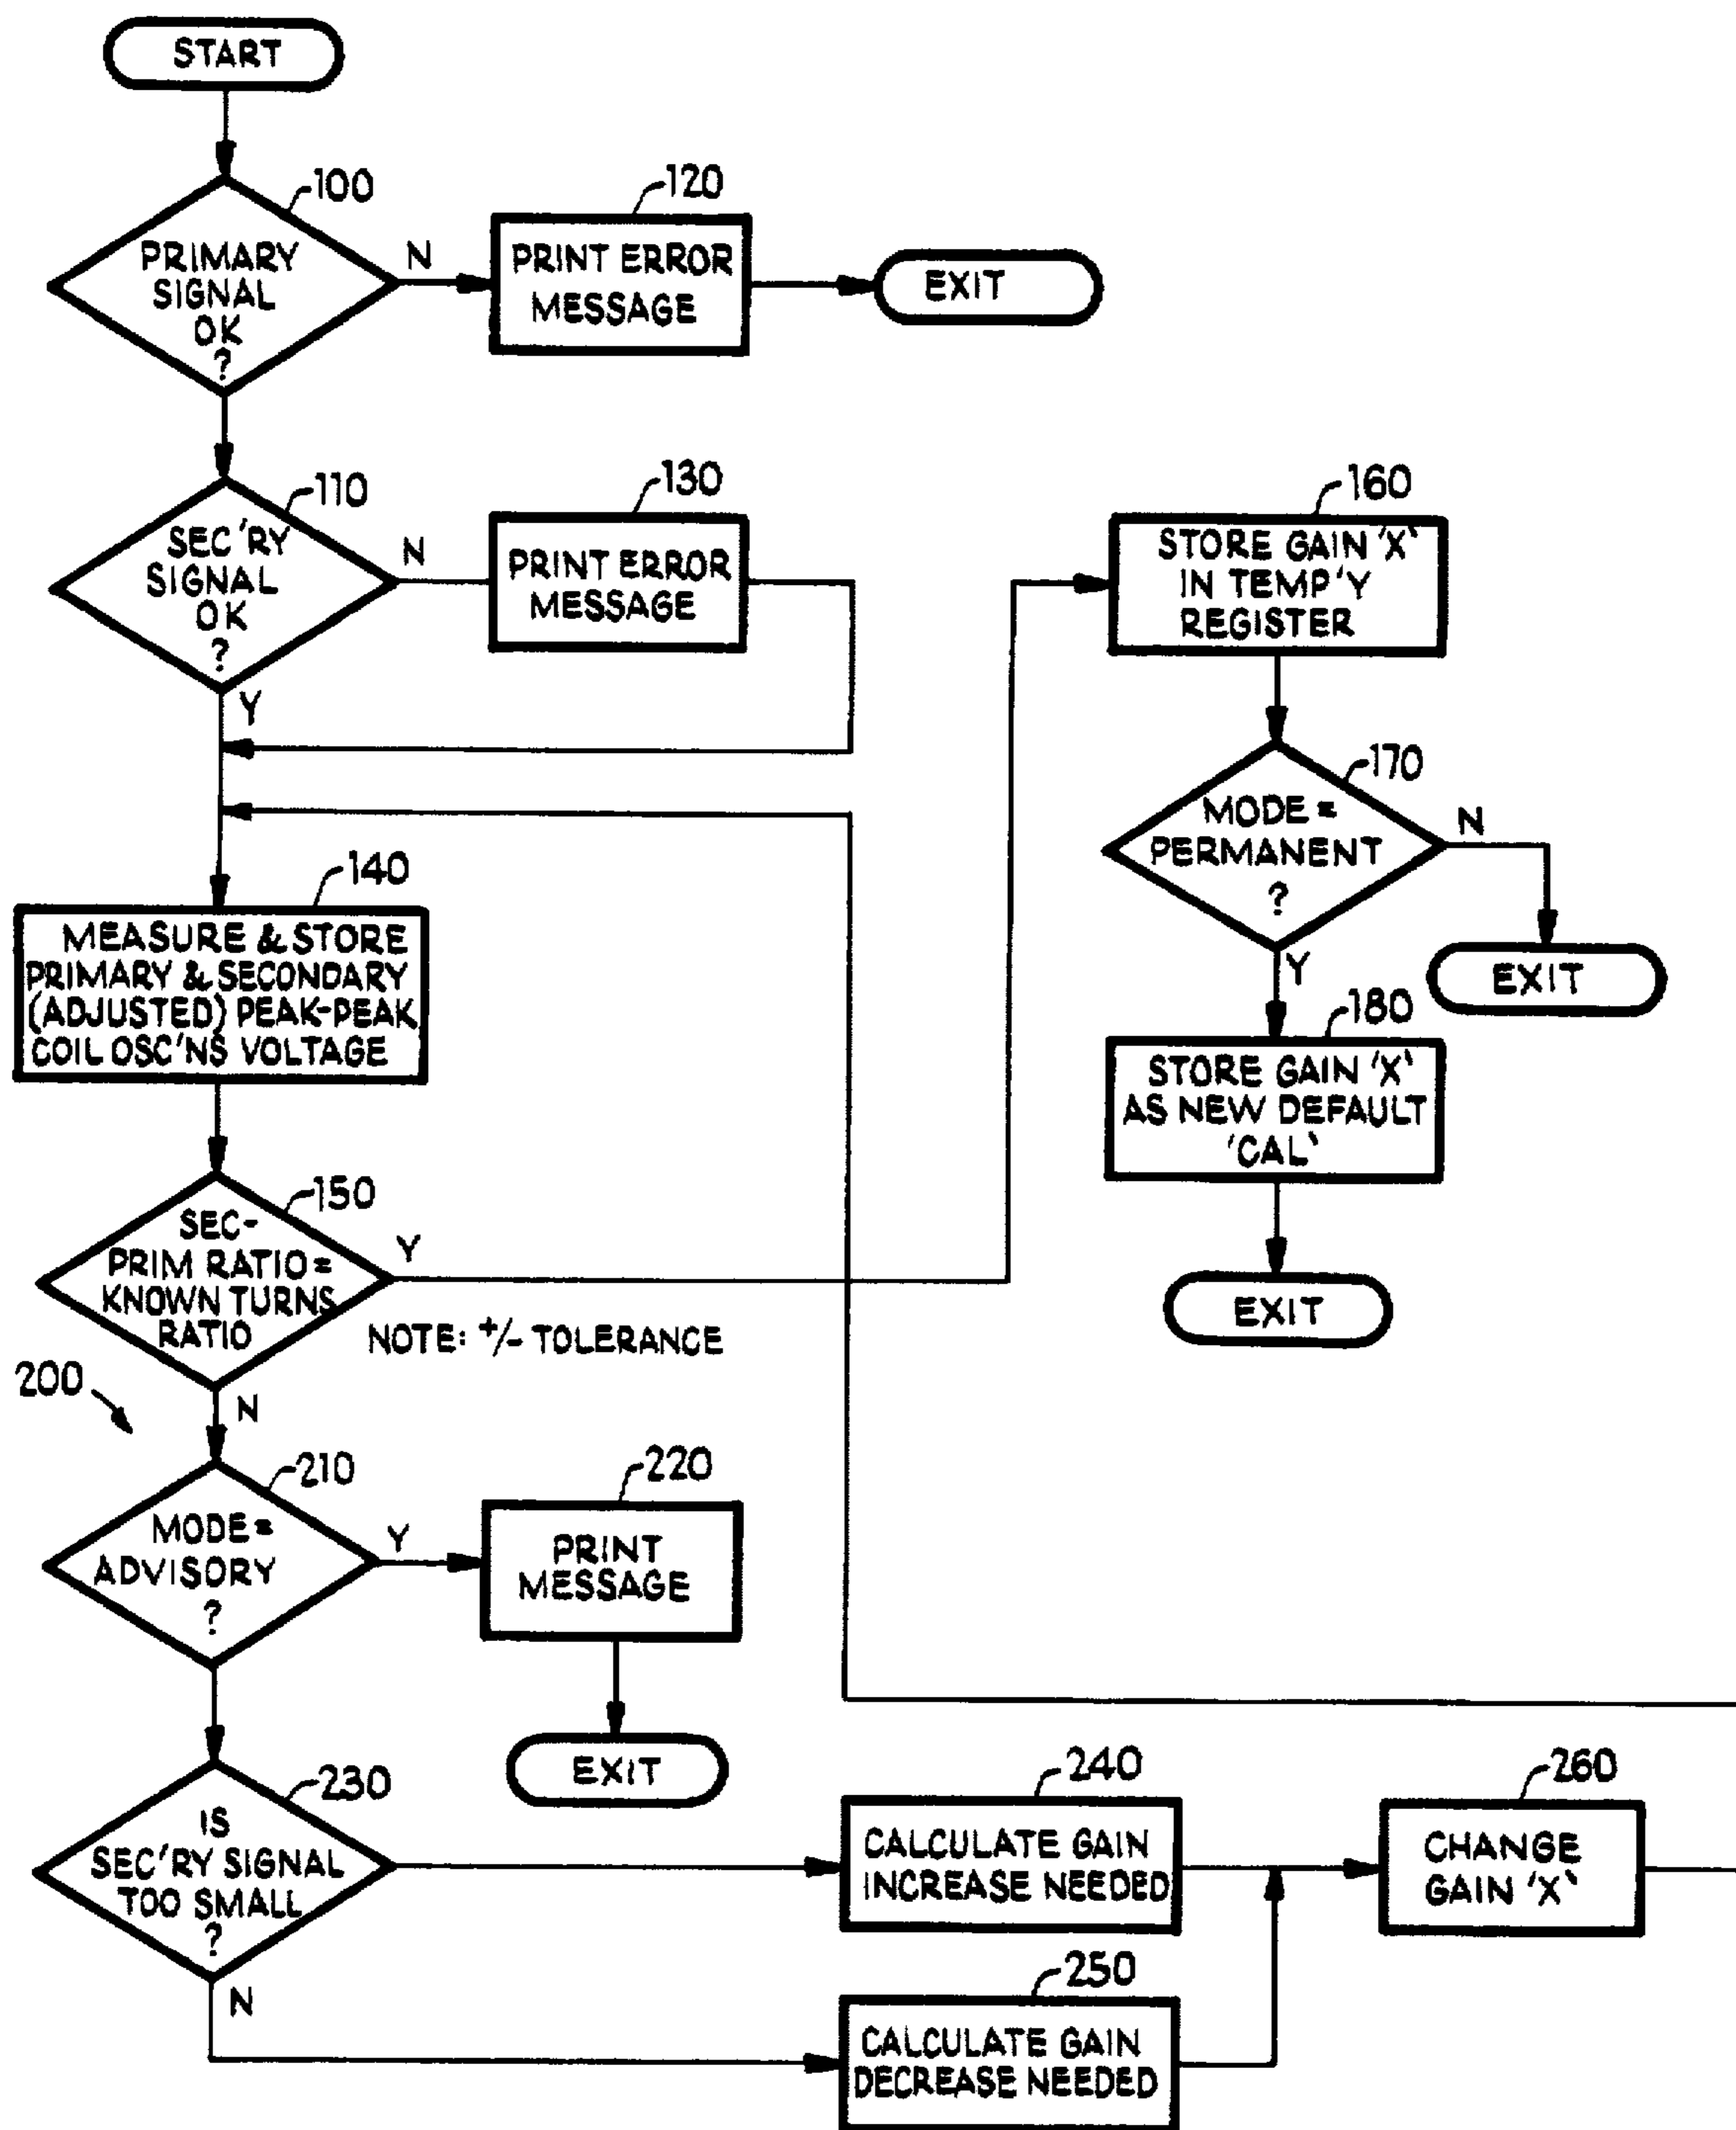 START
100
PRIMARY
SIGNAL
OK
?
N
120
PRINT ERROR
MESSAGE
EXIT
110
SEC'RY
SIGNAL
OK
?
N
Y
130
PRINT ERROR
MESSAGE
140
MEASURE & STORE
PRIMARY & SECONDARY
(ADJUSTED) PEAK-PEAK
COIL OSC'NS VOLTAGE
150
SEC-
PRIM RATIO =
KNOWN TURNS
RATIO
Y
NOTE: +/- TOLERANCE
N
160
STORE GAIN 'X'
IN TEMP'Y
REGISTER
170
MODE =
PERMANENT
?
N
EXIT
Y
180
STORE GAIN 'X'
AS NEW DEFAULT
'CAL'
EXIT
200
210
MODE =
ADVISORY
?
Y
220
PRINT
MESSAGE
EXIT
230
IS
SEC'RY SIGNAL
TOO SMALL
?
N
240
CALCULATE GAIN
INCREASE NEEDED
250
CALCULATE GAIN
DECREASE NEEDED
260
CHANGE
GAIN 'X'